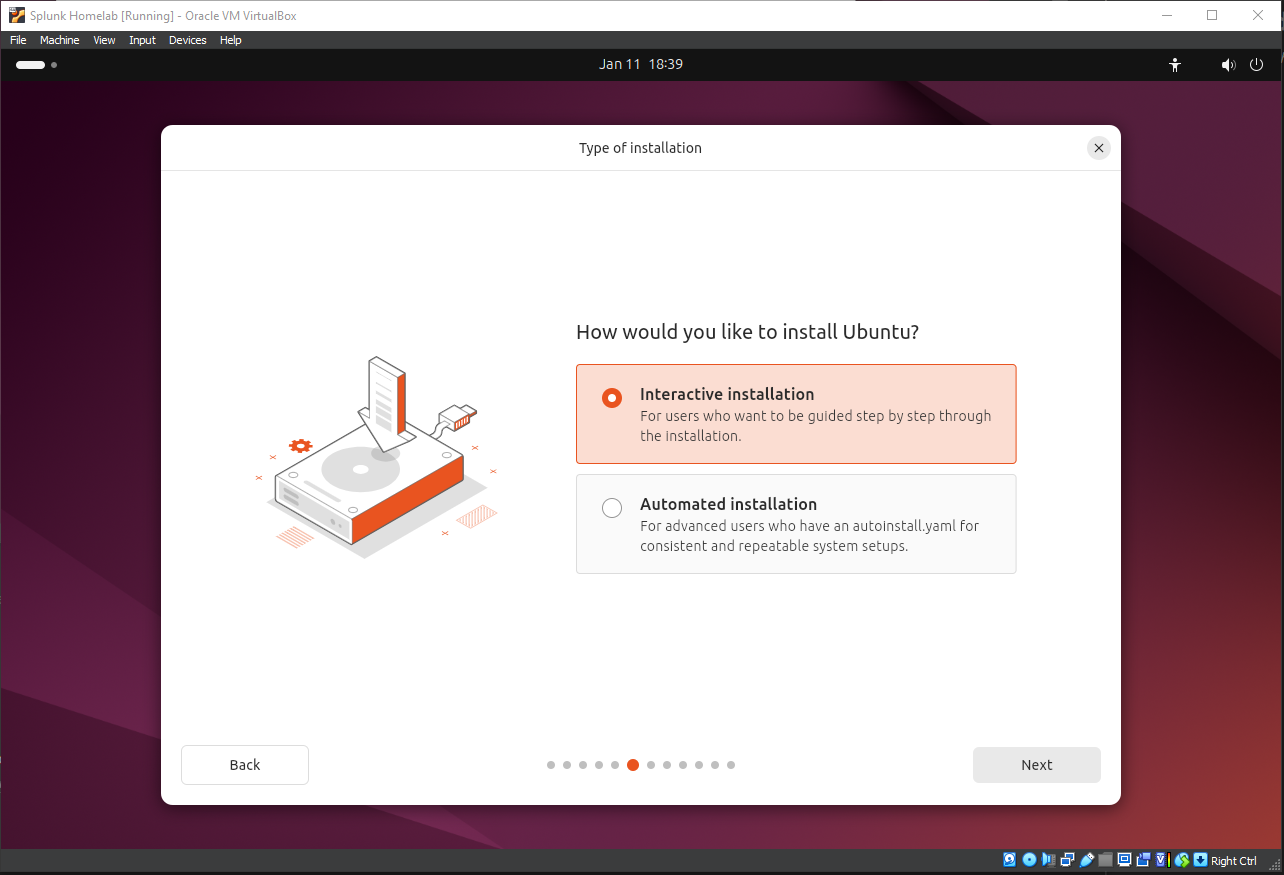 Splunk Homelab [Running] - Oracle VM VirtualBox
File Machine View Input Devices Help
Jan 11 18:39
Type of installation
How would you like to install Ubuntu?
Interactive installation
For users who want to be guided step by step through
the installation.
Automated installation
For advanced users who have an autoinstall.yaml for
consistent and repeatable system setups.
Back
Next
Right Ctrl